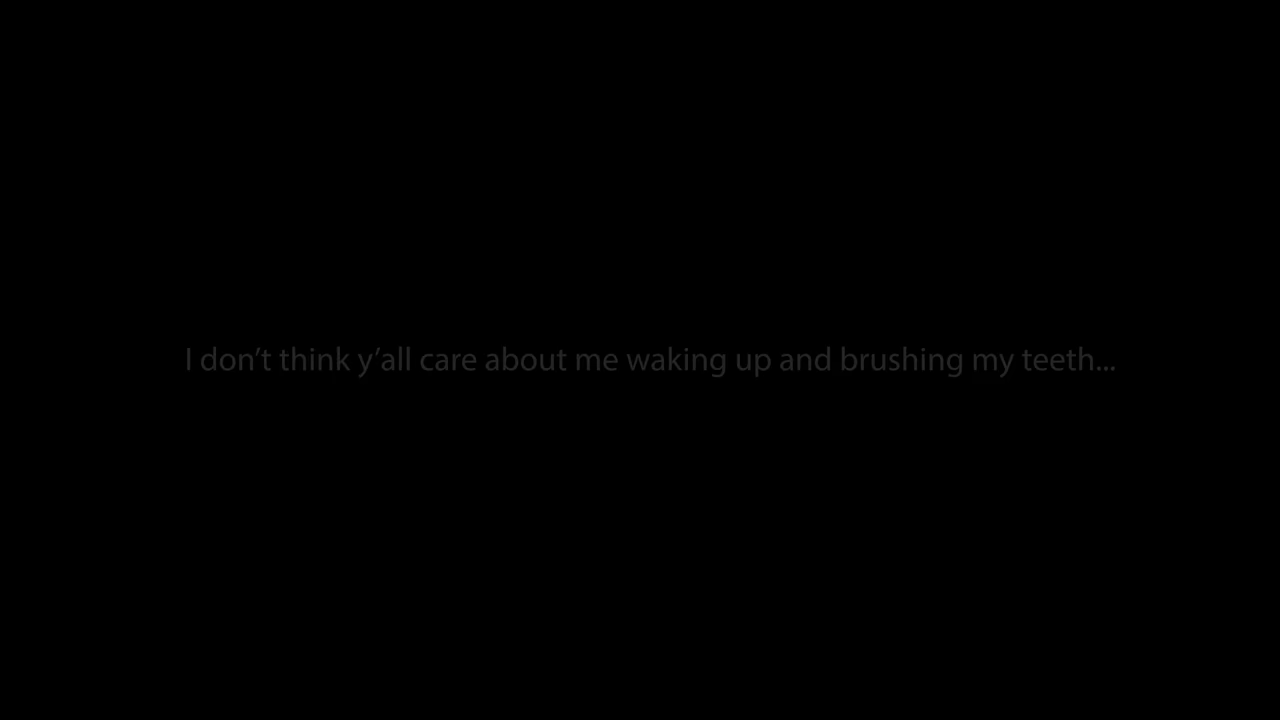 I don’t think y’all care about me waking up and brushing my teeth...